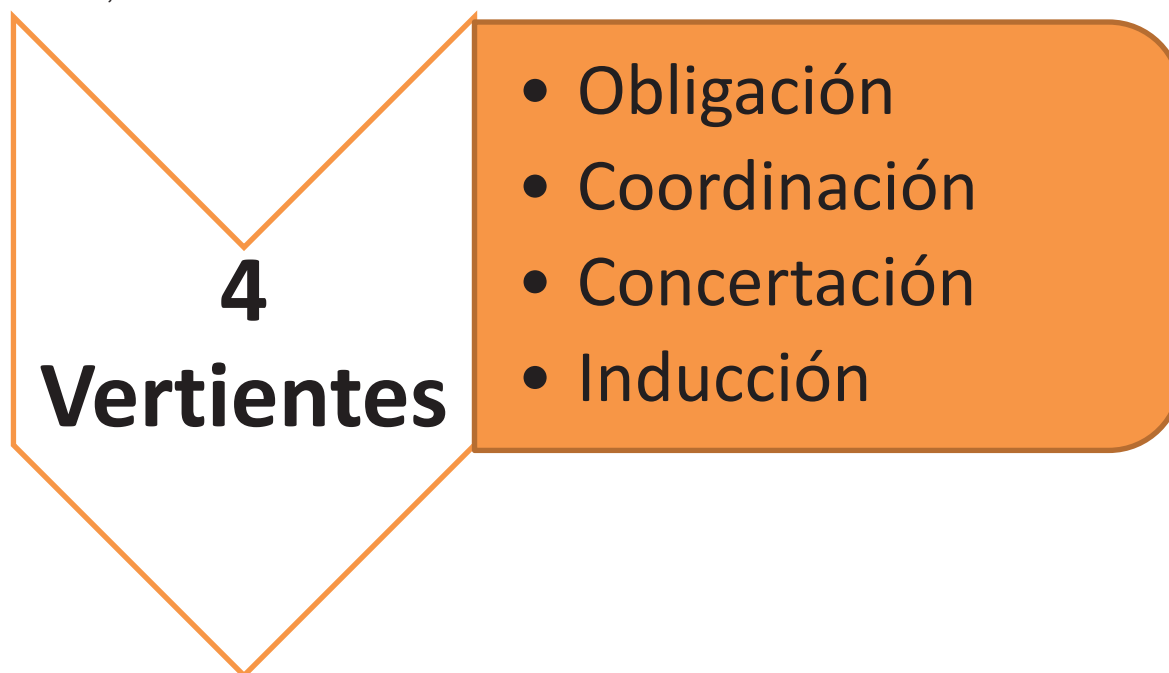 4
Vertientes
• Obligación
• Coordinación
• Concertación
• Inducción